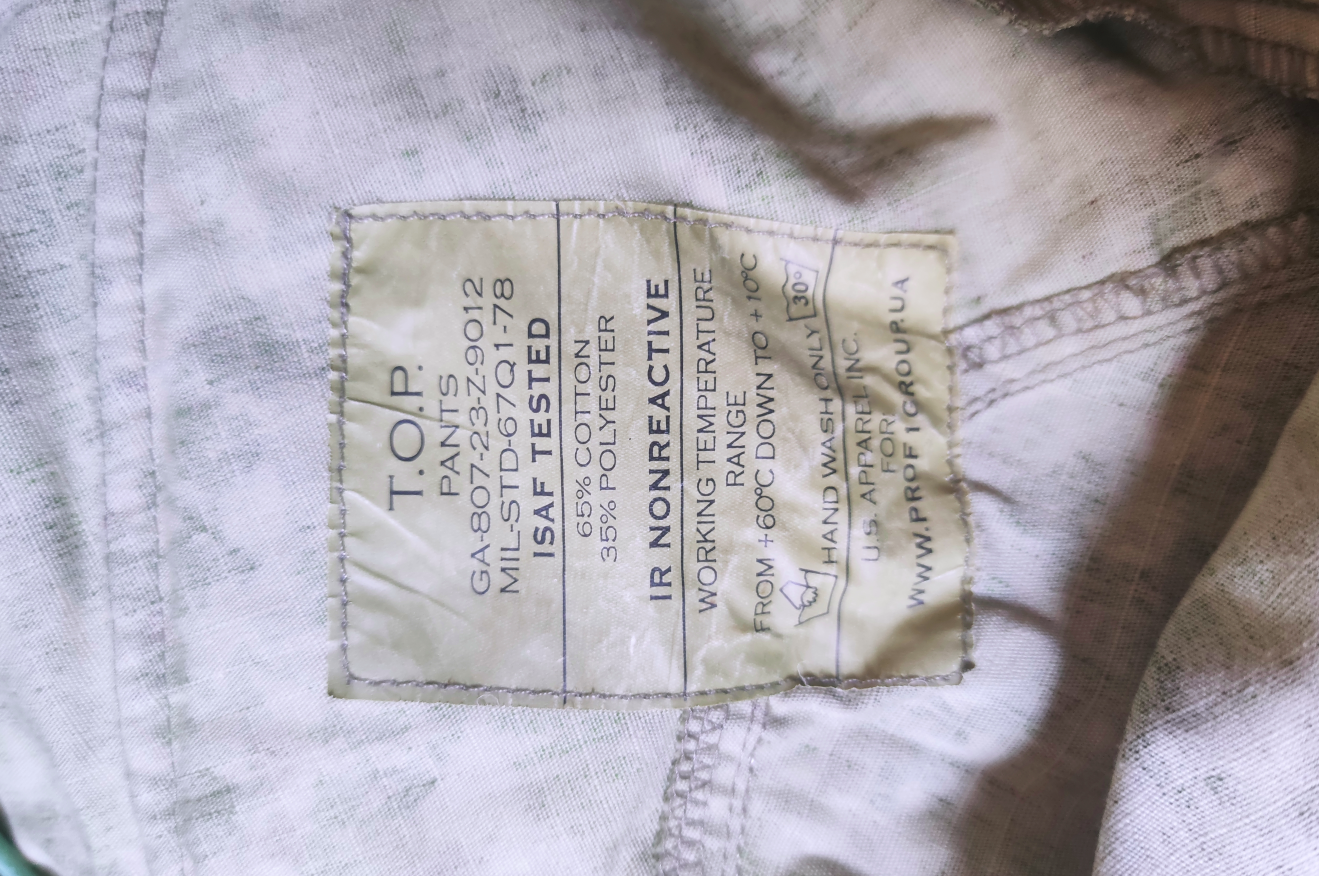 T.O.P.
PANTS
GA-807-23-Z-9012
MIL-STD-67Q1-78
ISAF TESTED
65% COTTON
35% POLYESTER
IR NONREACTIVE
WORKING TEMPERATURE
RANGE
FROM +60°C DOWN TO +10°C
HAND WASH ONLY 30°
U.S. APPAREL INC.
FOR:
WWW.PROF1GROUP.UA